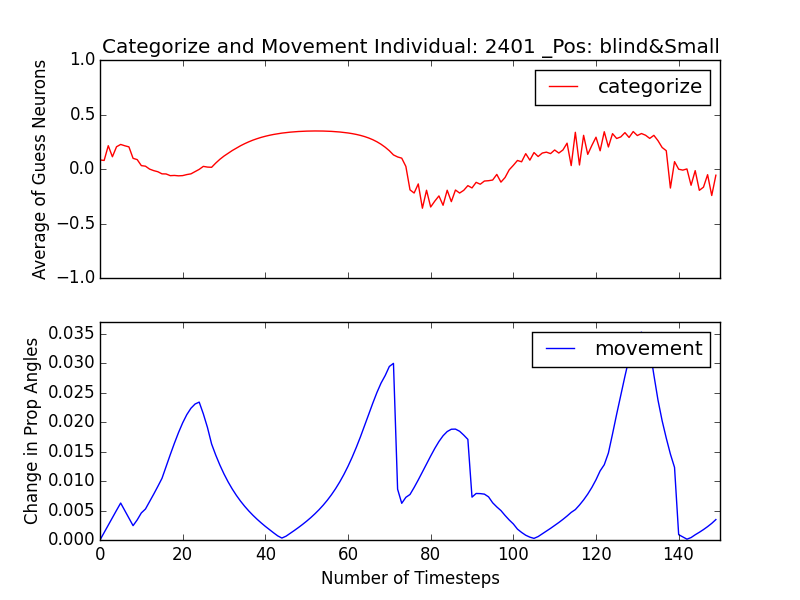 Categorize and Movement Individual: 2401 _Pos: blind&Small
Average of Guess Neurons
1.0
0.5
0.0
−0.5
−1.0
categorize
Change in Prop Angles
0.035
0.030
0.025
0.020
0.015
0.010
0.005
0.000
movement
0 20 40 60 80 100 120 140
Number of Timesteps